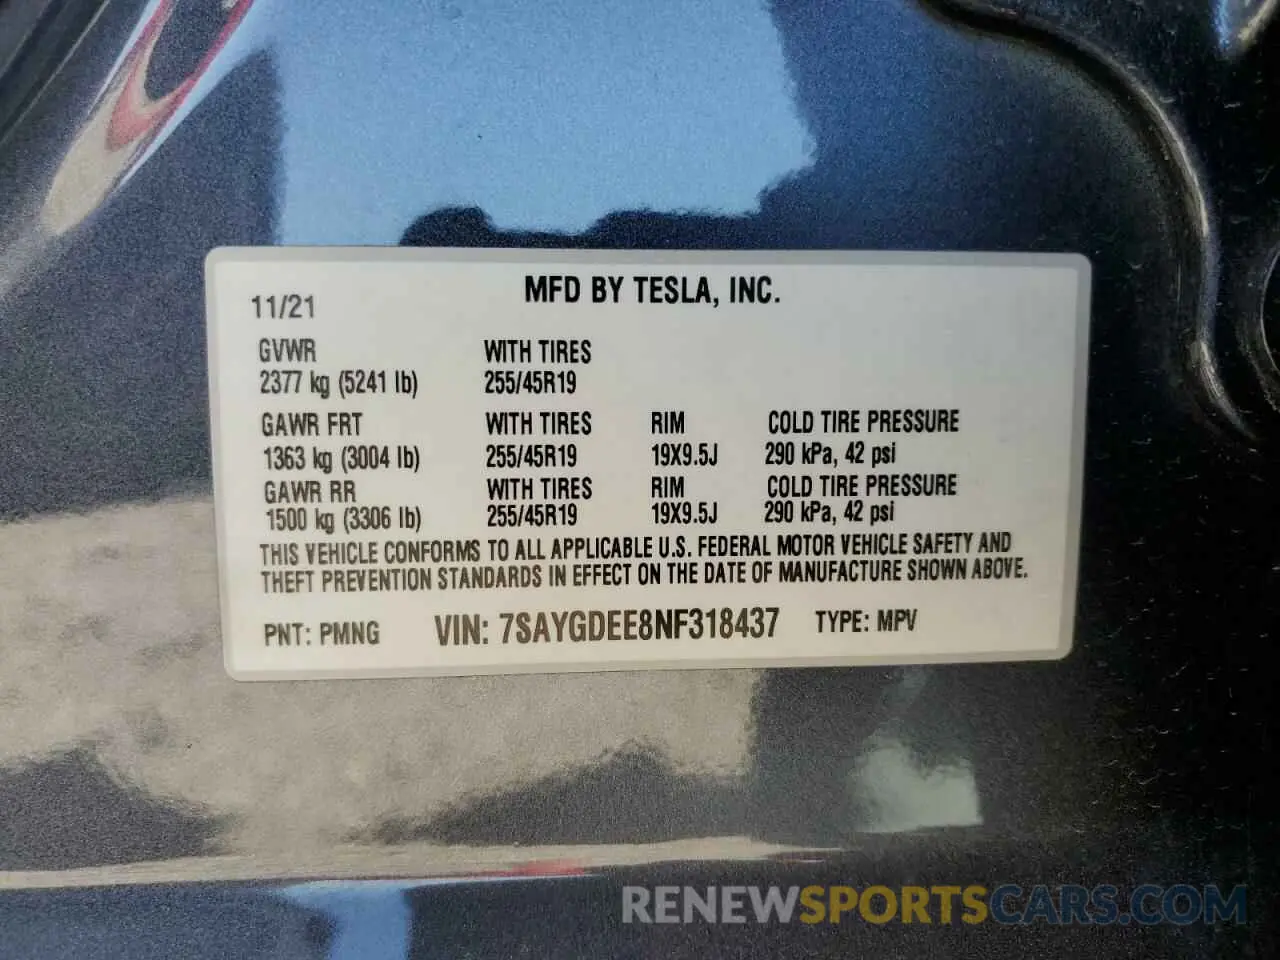 MFD BY TESLA, INC.
11/21
GVWR WITH TIRES
2377 kg (5241 lb) 255/45R19
GAWR FRT WITH TIRES RIM COLD TIRE PRESSURE
1363 kg (3004 lb) 255/45R19 19X9.5J 290 kPa, 42 psi
GAWR RR WITH TIRES RIM COLD TIRE PRESSURE
1500 kg (3306 lb) 255/45R19 19X9.5J 290 kPa, 42 psi
THIS VEHICLE CONFORMS TO ALL APPLICABLE U.S. FEDERAL MOTOR VEHICLE SAFETY AND
THEFT PREVENTION STANDARDS IN EFFECT ON THE DATE OF MANUFACTURE SHOWN ABOVE.
PNT: PMNG VIN: 7SAYGDEE8NF318437 TYPE: MPV
RENEWSPORTSCARS.COM